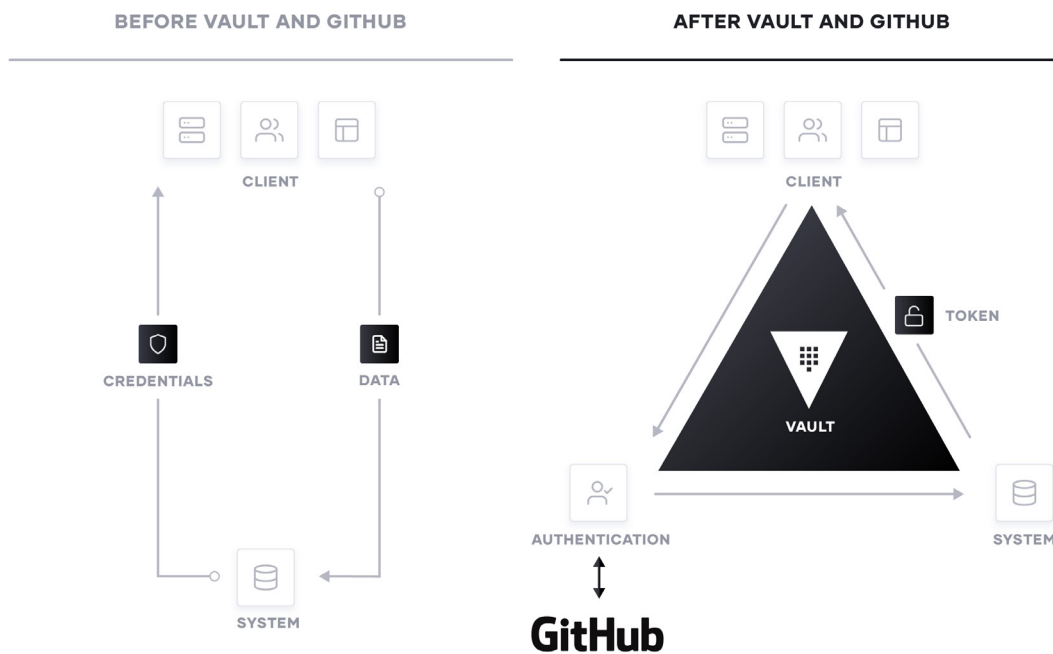 BEFORE VAULT AND GITHUB
AFTER VAULT AND GITHUB
CLIENT
CLIENT
TOKEN
CREDENTIALS
DATA
VAULT
AUTHENTICATION
SYSTEM
SYSTEM
GitHub